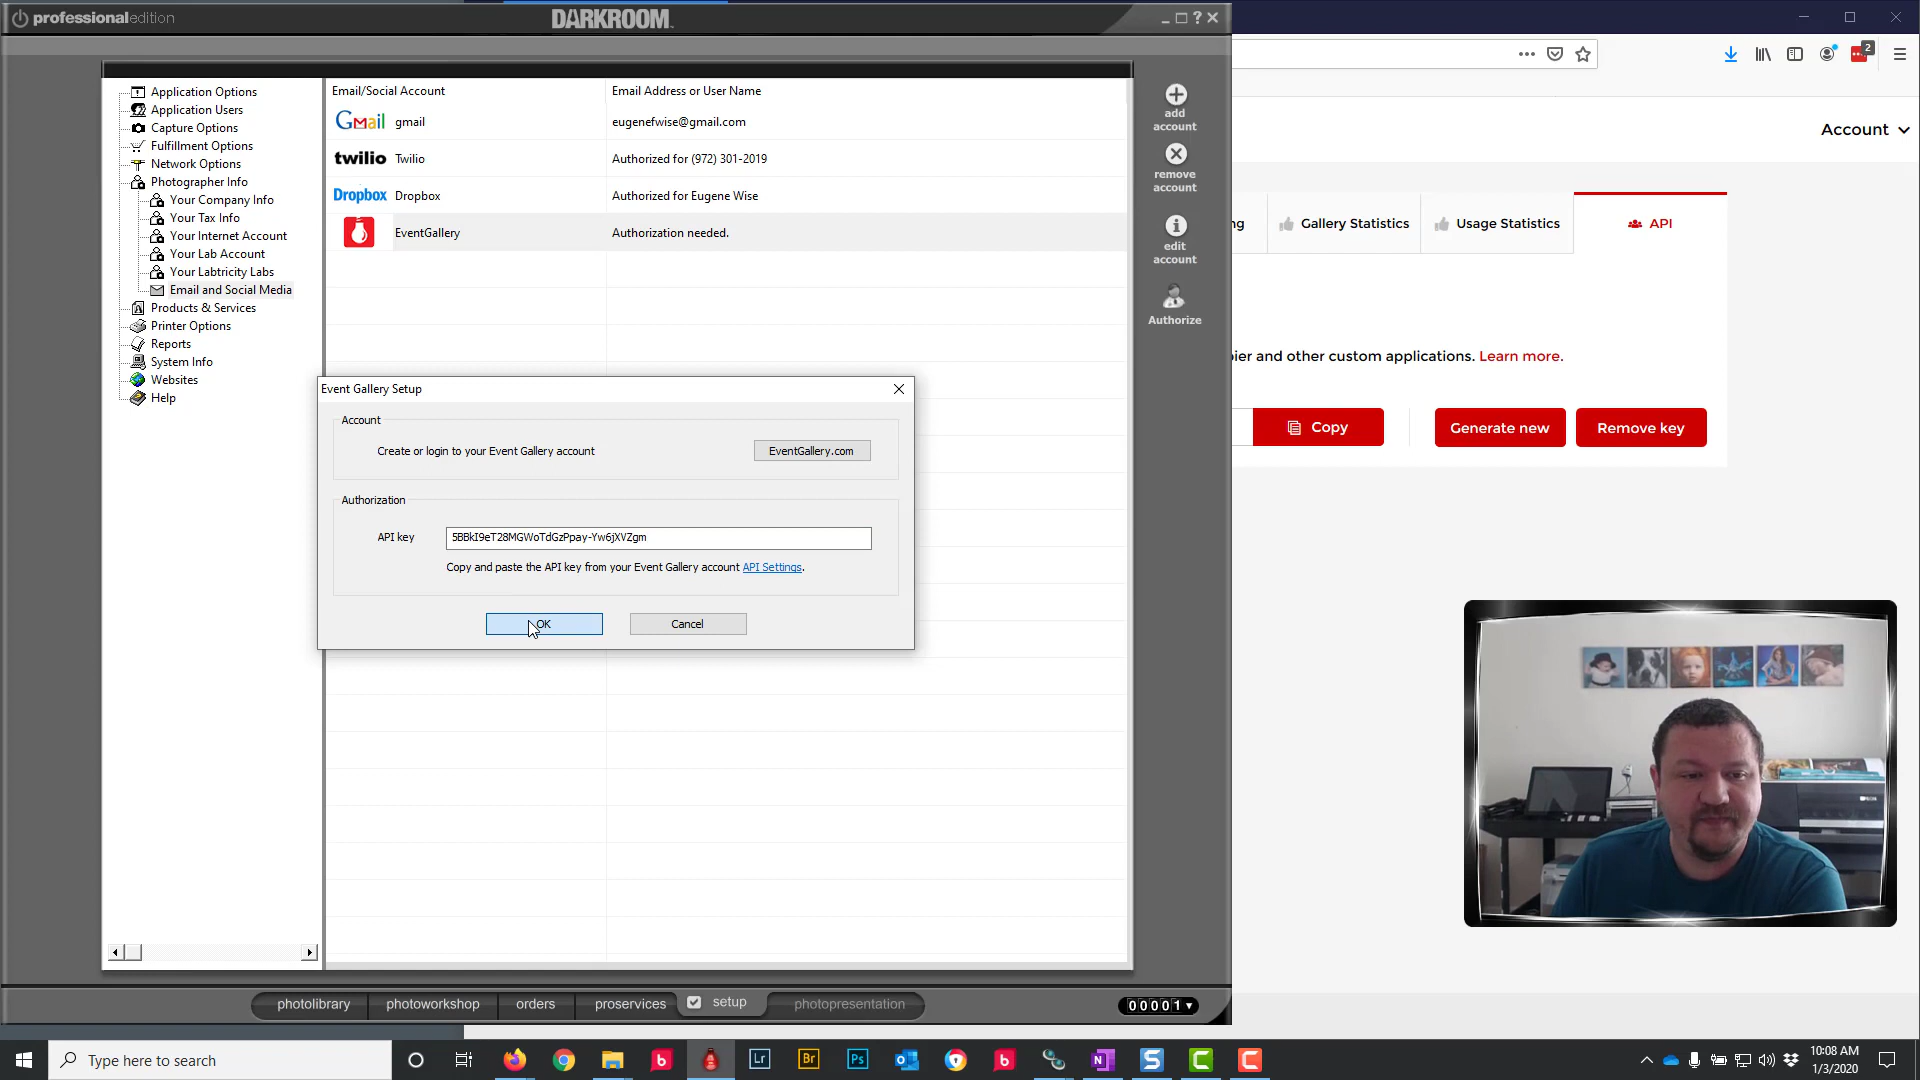 professionaledition
DARKROOM
Application Options
Application Users
Capture Options
Fulfillment Options
Network Options
Photographer Info
Your Company Info
Your Tax Info
Your Internet Account
Your Lab Account
Your Labtricity Labs
Email and Social Media
Products & Services
Printer Options
Reports
System Info
Websites
Help
Email/Social Account Email Address or User Name
Gmail gmail eugenefwise@gmail.com
twilio Twilio Authorized for (972) 301-2019
Dropbox Dropbox Authorized for Eugene Wise
EventGallery Authorization needed.
add
account
remove
account
edit
account
Authorize
Event Gallery Setup
Account
Create or login to your Event Gallery account EventGallery.com
Authorization
API key 5BBkI9eT28MGWoTdGzPpay-Yw6jXVZgm
Copy and paste the API key from your Event Gallery account API Settings.
OK Cancel
2
Account
ng Gallery Statistics Usage Statistics API
pier and other custom applications. Learn more.
Copy Generate new Remove key
photolibrary photoworkshop orders proservices setup photopresentation
00001
Type here to search
Lr Br Ps
10:08 AM
1/3/2020